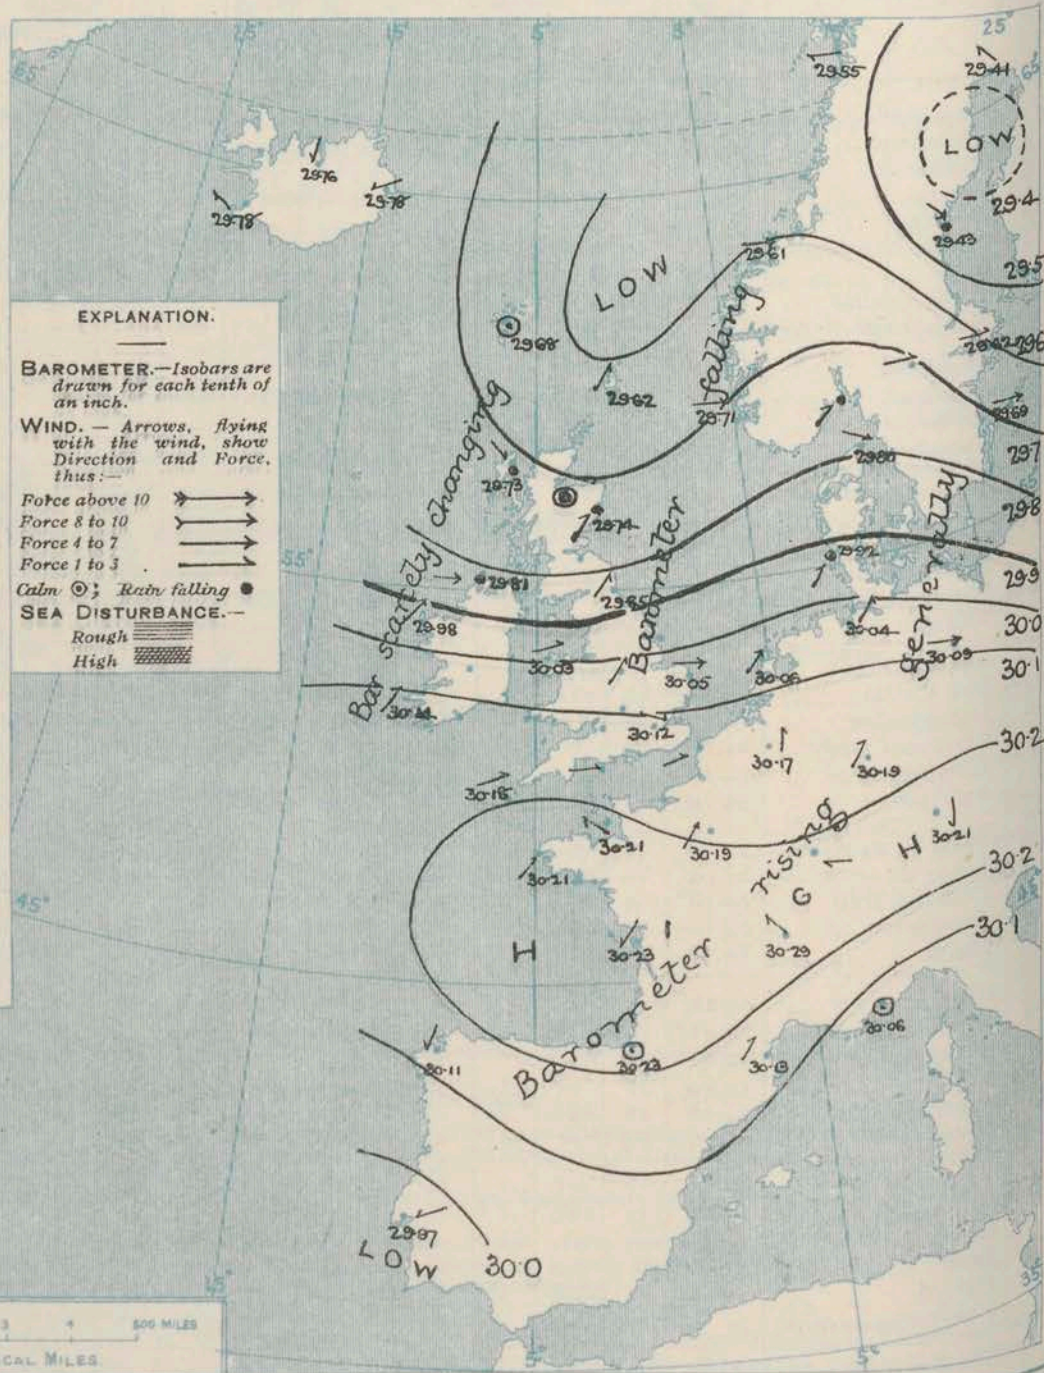 25°
15°
5°
5°
25°
65°
65°
29·55
29·41
LOW
29·4
29·43
29·5
29·76
29·78
29·78
29·61
LOW
EXPLANATION.
BAROMETER.—Isobars are
drawn for each tenth of
an inch.
WIND. — Arrows, flying
with the wind, show
Direction and Force,
thus:—
Force above 10
Force 8 to 10
Force 4 to 7
Force 1 to 3
Calm ; Rain falling
SEA DISTURBANCE.—
Rough
High
29·68
29·62
29·6
29·62
29·71
29·69
29·7
29·73
29·80
29·8
29·74
55°
29·81
29·85
29·92
29·9
29·98
30·04
30·0
30·03
30·05
30·06
30·09
30·1
Bar scarcely changing
Barometer falling
generally
30·14
30·12
30·17
30·19
30·2
30·18
30·21
30·19
30·21
30·21
30·2
HIGH
45°
45°
30·23
30·29
30·1
Barometer rising
30·06
30·11
30·23
30·13
29·97
LOW
30·0
35°
3 4 500 MILES
CAL MILES
5°
5°